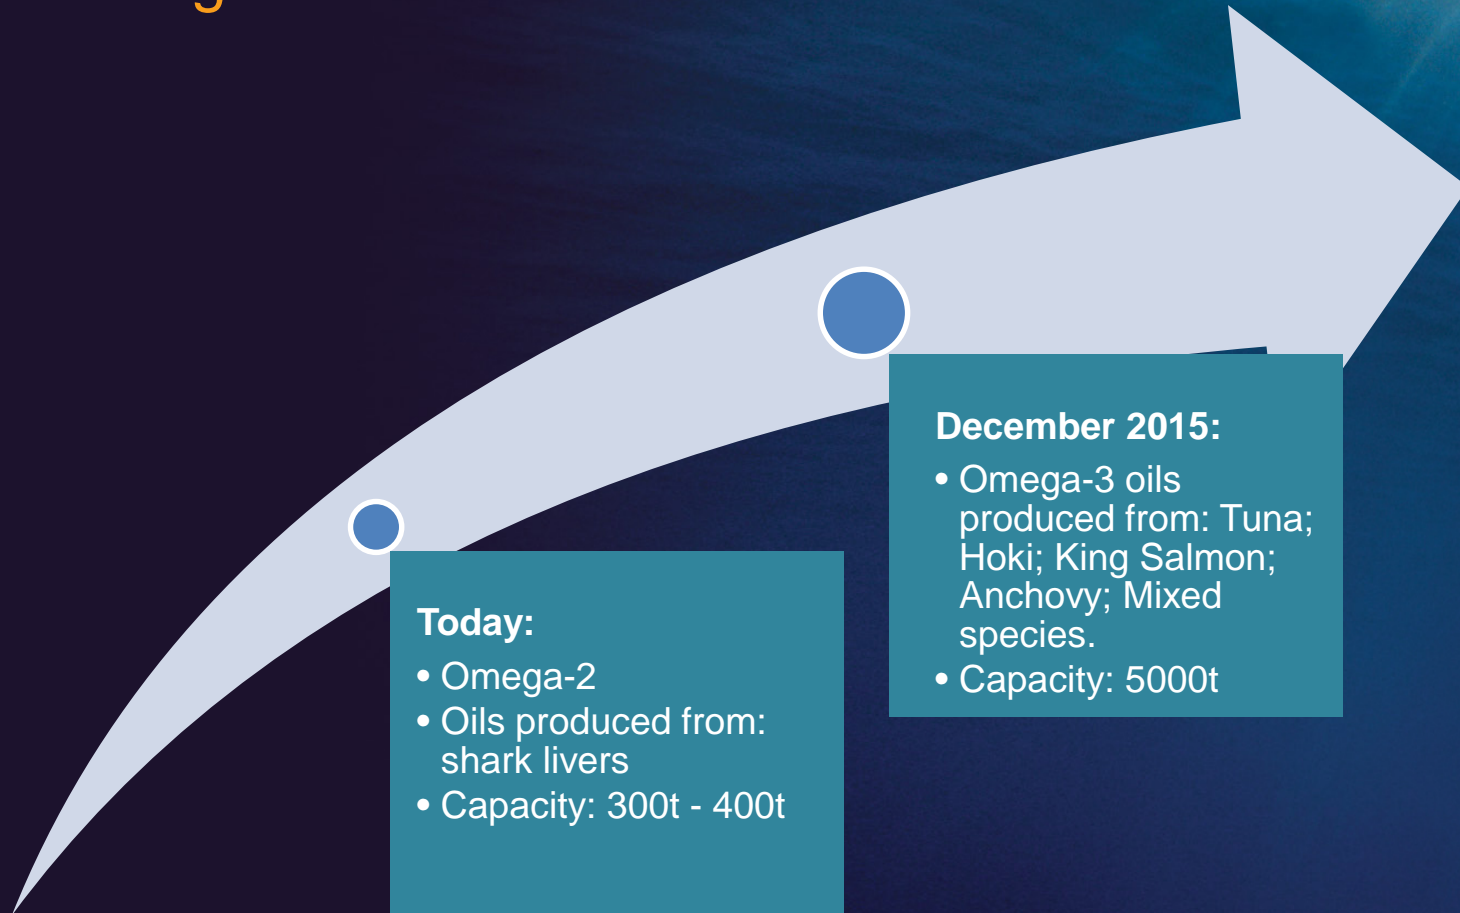 Today:
• Omega-2
• Oils produced from:
shark livers
• Capacity: 300t - 400t
December 2015:
• Omega-3 oils
produced from: Tuna;
Hoki; King Salmon;
Anchovy; Mixed
species.
• Capacity: 5000t